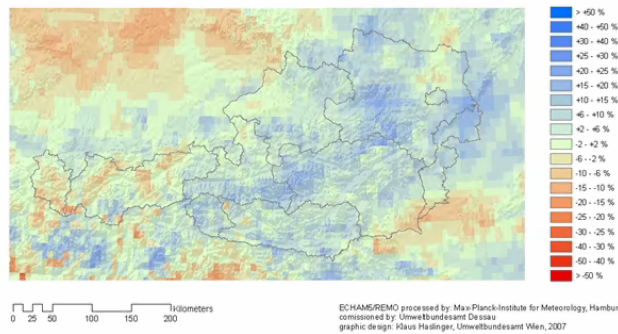 > +50 %
+40 - +50 %
+30 - +40 %
+25 - +30 %
+20 - +25 %
+15 - +20 %
+10 - +15 %
+6 - +10 %
+2 - +6 %
-2 - +2 %
-6 - -2 %
-10 - -6 %
-15 - -10 %
-20 - -15 %
-25 - -20 %
-30 - -25 %
-40 - -30 %
-50 - -40 %
> -50 %
Kilometers
0 25 50 100 150 200
ECHAM5/REMO processed by: Max-Planck-Institute for Meteorology, Hamburg
comissioned by: Umweltbundesamt Dessau
graphic design: Klaus Haslinger, Umweltbundesamt Wien, 2007